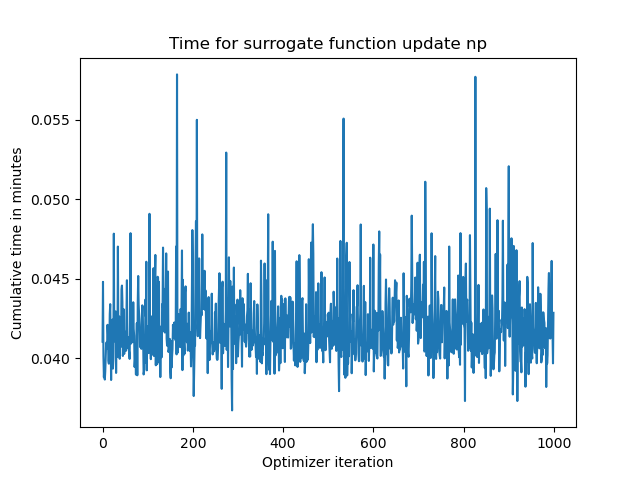 Time for surrogate function update np
Cumulative time in minutes
0.055
0.050
0.045
0.040
0 200 400 600 800 1000
Optimizer iteration